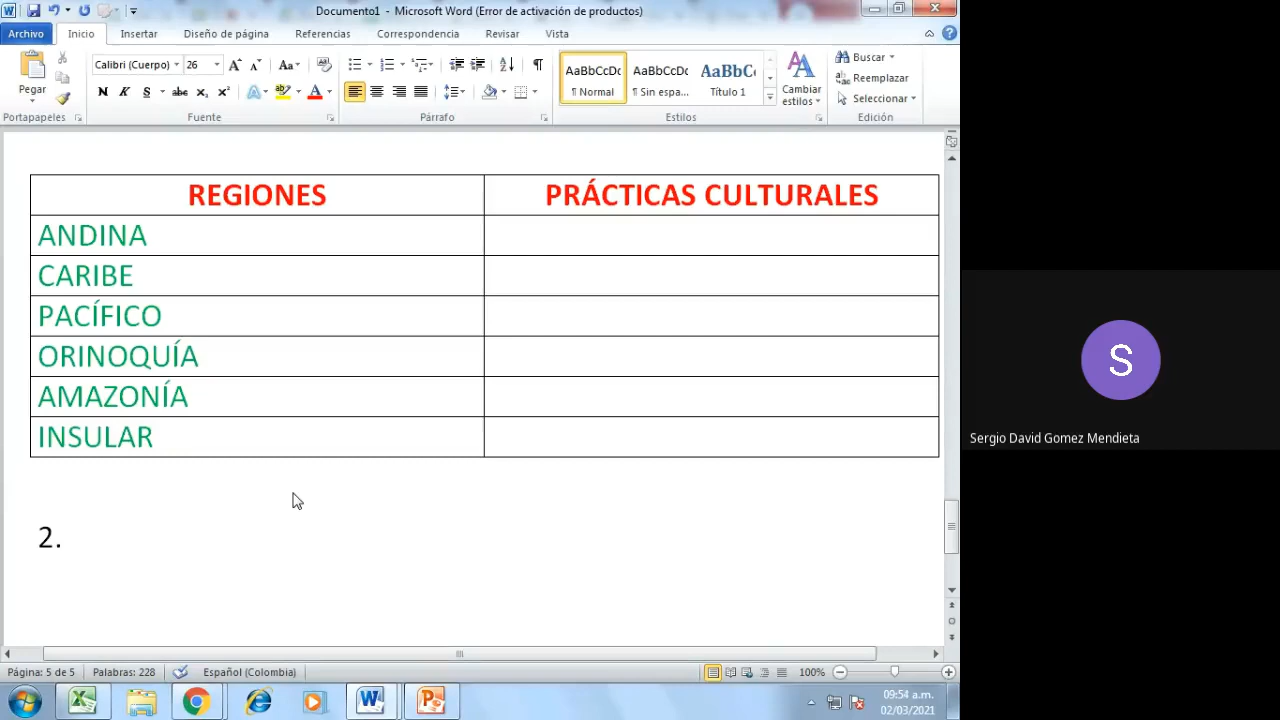 Documento1 - Microsoft Word (Error de activación de productos)
Archivo Inicio Insertar Diseño de página Referencias Correspondencia Revisar Vista
Calibri (Cuerpo) 26
Pegar
N K S abc x₂ x²
AaBbCcDc AaBbCcDc AaBbC
¶ Normal ¶ Sin espa... Título 1
Cambiar estilos
Buscar
Reemplazar
Seleccionar
Portapapeles Fuente Párrafo Estilos Edición
REGIONES PRÁCTICAS CULTURALES
ANDINA
CARIBE
PACÍFICO
ORINOQUÍA
AMAZONÍA
INSULAR
2.
S
Sergio David Gomez Mendieta
Página: 5 de 5 Palabras: 228 Español (Colombia) 100%
09:54 a.m.
02/03/2021